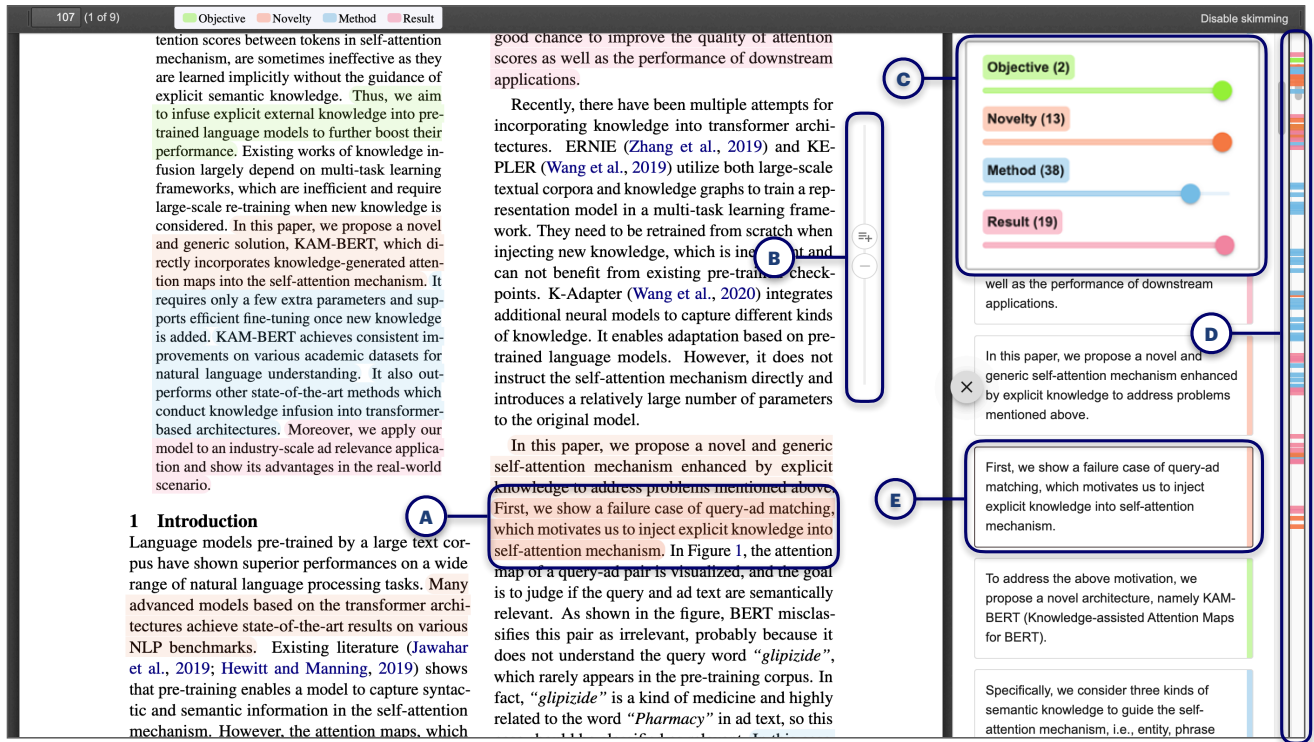 107 (1 of 9)
Objective Novelty Method Result
Disable skimming
tention scores between tokens in self-attention
mechanism, are sometimes ineffective as they
are learned implicitly without the guidance of
explicit semantic knowledge. Thus, we aim
to infuse explicit external knowledge into pre-
trained language models to further boost their
performance. Existing works of knowledge in-
fusion largely depend on multi-task learning
frameworks, which are inefficient and require
large-scale re-training when new knowledge is
considered. In this paper, we propose a novel
and generic solution, KAM-BERT, which di-
rectly incorporates knowledge-generated atten-
tion maps into the self-attention mechanism. It
requires only a few extra parameters and sup-
ports efficient fine-tuning once new knowledge
is added. KAM-BERT achieves consistent im-
provements on various academic datasets for
natural language understanding. It also out-
performs other state-of-the-art methods which
conduct knowledge infusion into transformer-
based architectures. Moreover, we apply our
model to an industry-scale ad relevance applica-
tion and show its advantages in the real-world
scenario.
1 Introduction
Language models pre-trained by a large text cor-
pus have shown superior performances on a wide
range of natural language processing tasks. Many
advanced models based on the transformer archi-
tectures achieve state-of-the-art results on various
NLP benchmarks. Existing literature (Jawahar
et al., 2019; Hewitt and Manning, 2019) shows
that pre-training enables a model to capture syntac-
tic and semantic information in the self-attention
mechanism. However, the attention maps, which
good chance to improve the quality of attention
scores as well as the performance of downstream
applications.
Recently, there have been multiple attempts for
incorporating knowledge into transformer archi-
tectures. ERNIE (Zhang et al., 2019) and KE-
PLER (Wang et al., 2019) utilize both large-scale
textual corpora and knowledge graphs to train a rep-
resentation model in a multi-task learning frame-
work. They need to be retrained from scratch when
injecting new knowledge, which is and
can not benefit from existing check-
points. K-Adapter (Wang et al., 2020) integrates
additional neural models to capture different kinds
of knowledge. It enables adaptation based on pre-
trained language models. However, it does not
instruct the self-attention mechanism directly and
introduces a relatively large number of parameters
to the original model.
In this paper, we propose a novel and generic
self-attention mechanism enhanced by explicit
knowledge to address problems mentioned above.
First, we show a failure case of query-ad matching,
which motivates us to inject explicit knowledge into
self-attention mechanism. In Figure 1, the attention
map of a query-ad pair is visualized, and the goal
is to judge if the query and ad text are semantically
relevant. As shown in the figure, BERT misclas-
sifies this pair as irrelevant, probably because it
does not understand the query word “glipizide”,
which rarely appears in the pre-training corpus. In
fact, “glipizide” is a kind of medicine and highly
related to the word “Pharmacy” in ad text, so this
A
B
C
D
E
Objective (2)
Novelty (13)
Method (38)
Result (19)
well as the performance of downstream
applications.
In this paper, we propose a novel and
generic self-attention mechanism enhanced
by explicit knowledge to address problems
mentioned above.
First, we show a failure case of query-ad
matching, which motivates us to inject
explicit knowledge into self-attention
mechanism.
To address the above motivation, we
propose a novel architecture, namely KAM-
BERT (Knowledge-assisted Attention Maps
for BERT).
Specifically, we consider three kinds of
semantic knowledge to guide the self-
attention mechanism, i.e., entity, phrase